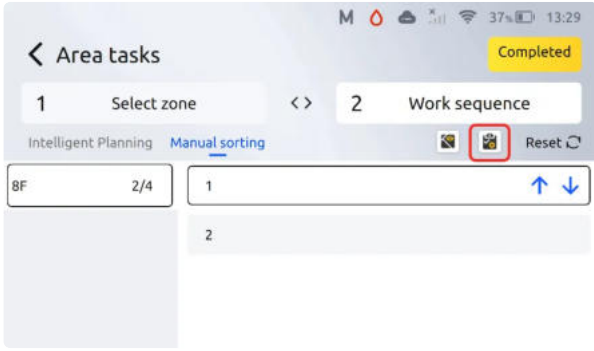 M 37% 13:29
Area tasks Completed
1 Select zone <> 2 Work sequence
Intelligent Planning Manual sorting Reset
8F 2/4 1
2